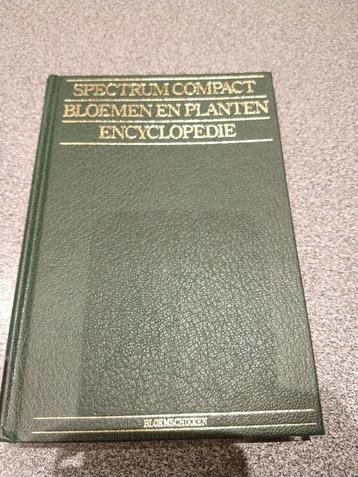 SPECTRUM COMPACT
BLOEMEN EN PLANTEN
ENCYCLOPEDIE
BLOEMSCHIKKEN